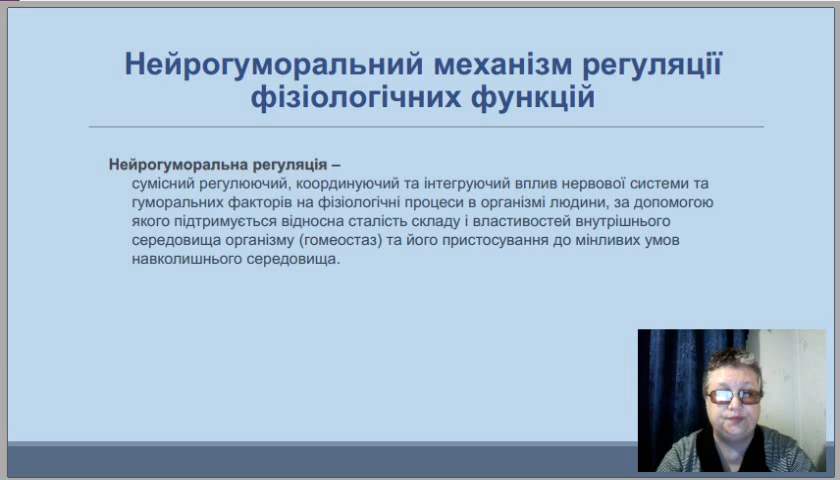 Нейрогуморальний механізм регуляції
фізіологічних функцій
Нейрогуморальна регуляція –
сумісний регулюючий, координуючий та інтегруючий вплив нервової системи та
гуморальних факторів на фізіологічні процеси в організмі людини, за допомогою
якого підтримується відносна сталість складу і властивостей внутрішнього
середовища організму (гомеостаз) та його пристосування до мінливих умов
навколишнього середовища.